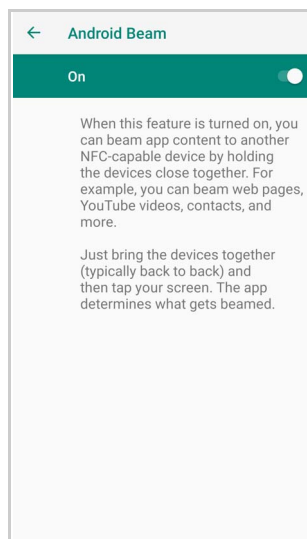 Android Beam
On
When this feature is turned on, you
can beam app content to another
NFC-capable device by holding
the devices close together. For
example, you can beam web pages,
YouTube videos, contacts, and
more.
Just bring the devices together
(typically back to back) and
then tap your screen. The app
determines what gets beamed.